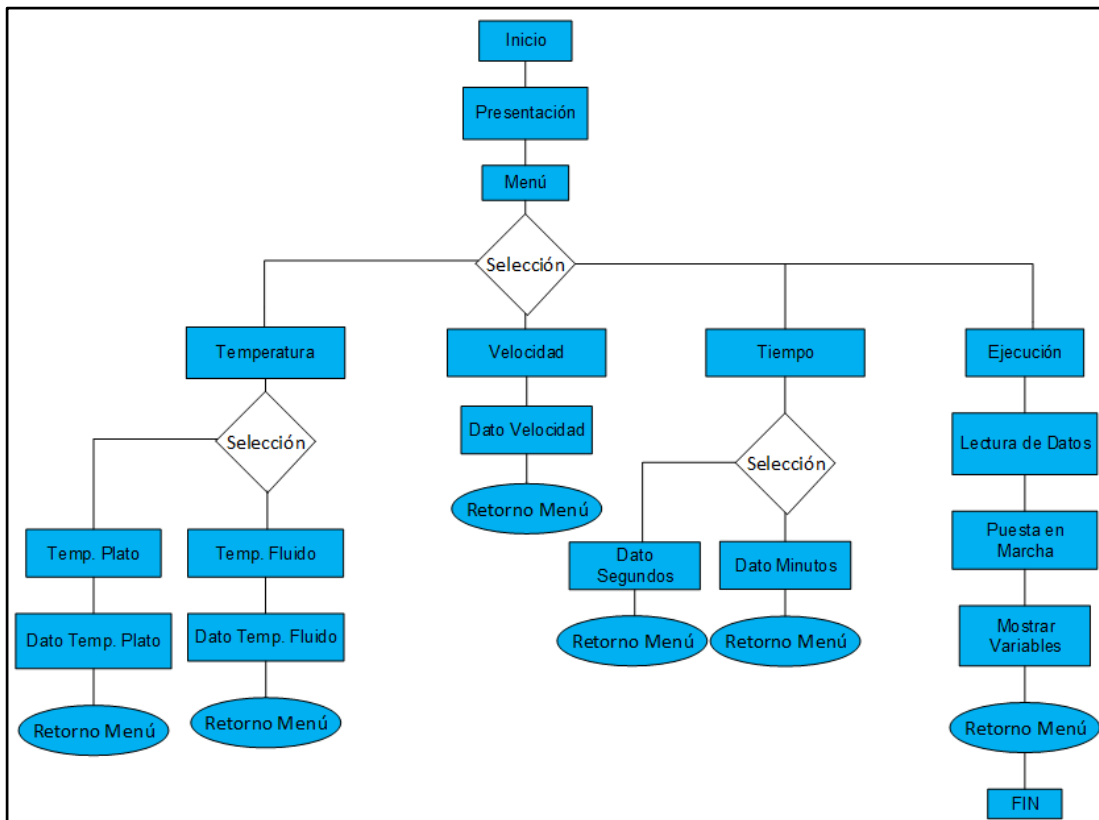 Inicio
Presentación
Menú
Selección
Temperatura
Velocidad
Tiempo
Ejecución
Selección
Dato Velocidad
Selección
Lectura de Datos
Retorno Menú
Temp. Plato
Temp. Fluido
Dato
Segundos
Dato Minutos
Puesta en
Marcha
Dato Temp. Plato
Dato Temp. Fluido
Retorno Menú
Retorno Menú
Mostrar
Variables
Retorno Menú
Retorno Menú
Retorno Menú
FIN